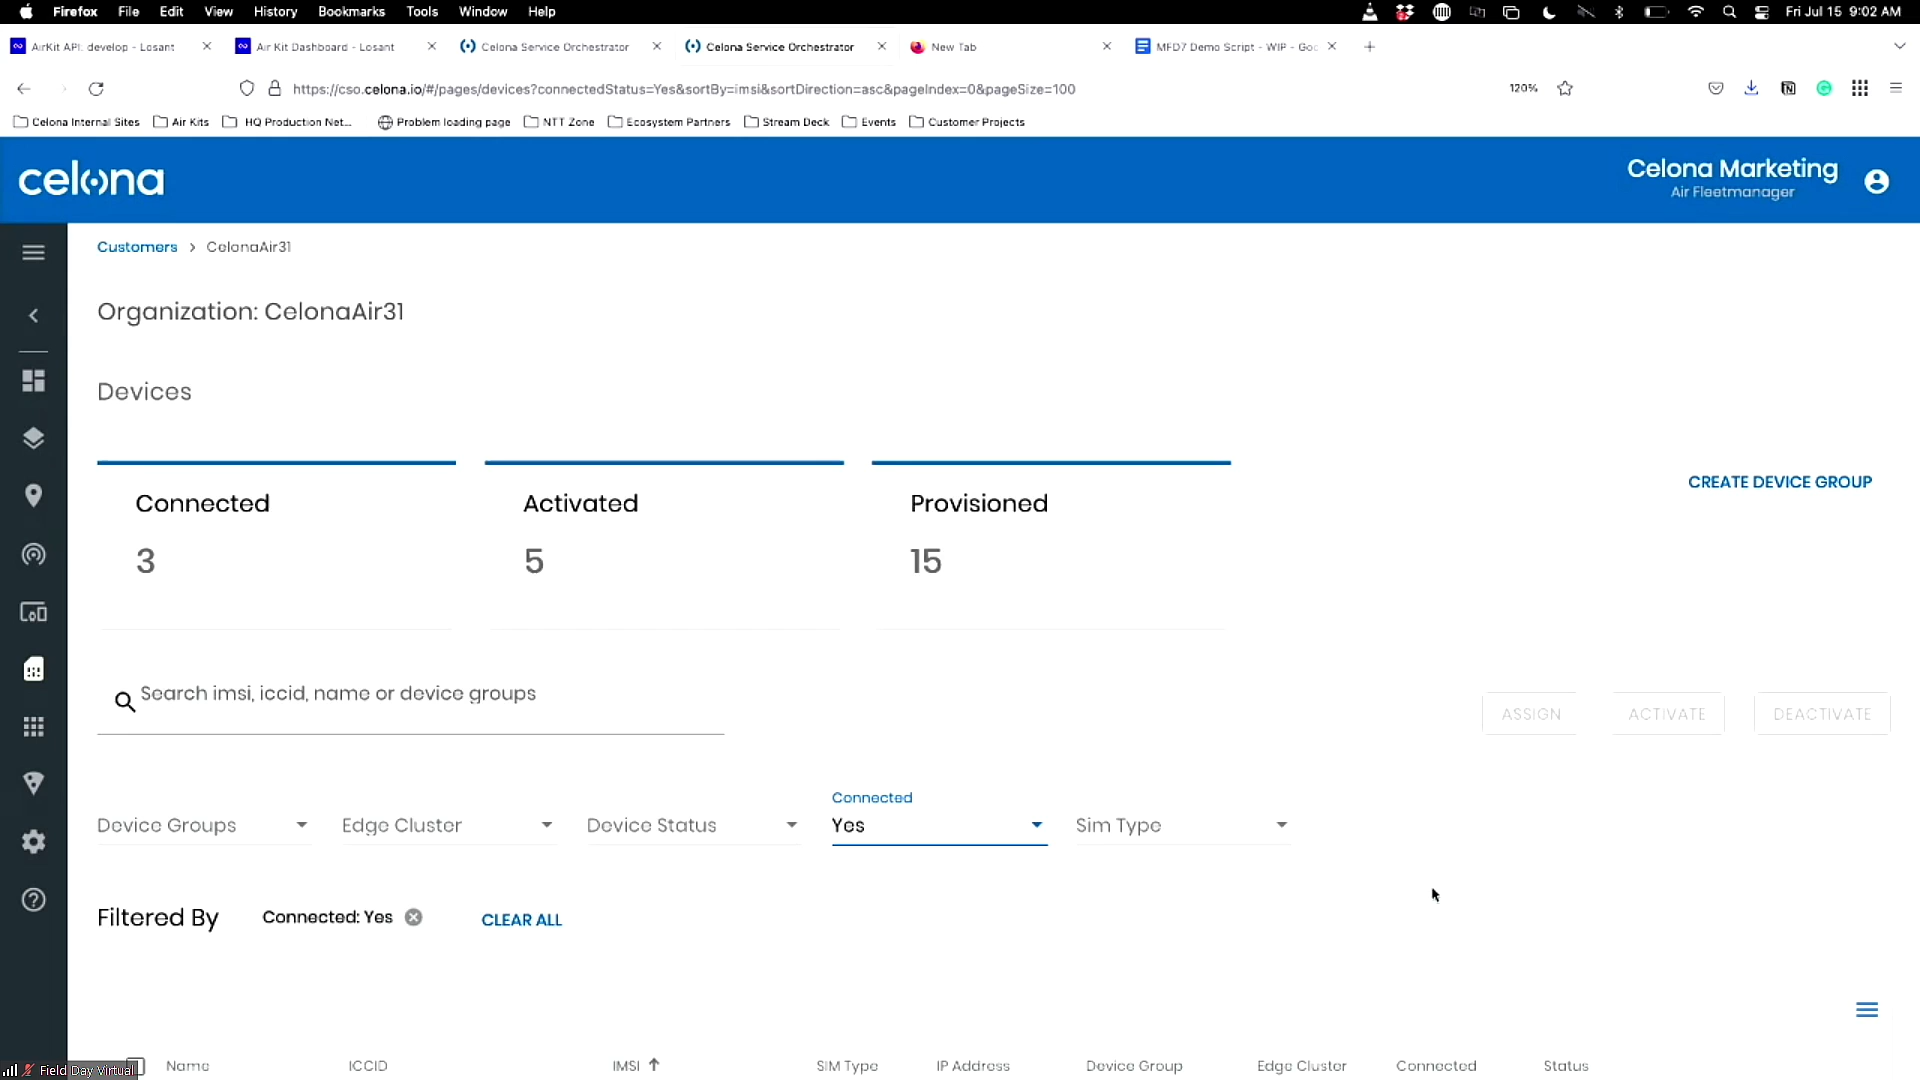 Firefox File Edit View History Bookmarks Tools Window Help Fri Jul 15 9:02 AM
AirKit API: develop - Losant Air Kit Dashboard - Losant Celona Service Orchestrator Celona Service Orchestrator New Tab MFD7 Demo Script - WIP - Goo
https://cso.celona.io/#/pages/devices?connectedStatus=Yes&sortBy=imsi&sortDirection=asc&pageIndex=0&pageSize=100 120%
Celona Internal Sites Air Kits HQ Production Net... Problem loading page NTT Zone Ecosystem Partners Stream Deck Events Customer Projects
celona
Celona Marketing
Air Fleetmanager
Customers > CelonaAir31
Organization: CelonaAir31
Devices
Connected Activated Provisioned
CREATE DEVICE GROUP
3 5 15
Search imsi, iccid, name or device groups
ASSIGN ACTIVATE DEACTIVATE
Connected
Device Groups Edge Cluster Device Status Yes Sim Type
Filtered By Connected: Yes CLEAR ALL
Name ICCID IMSI SIM Type IP Address Device Group Edge Cluster Connected Status
Field Day Virtual